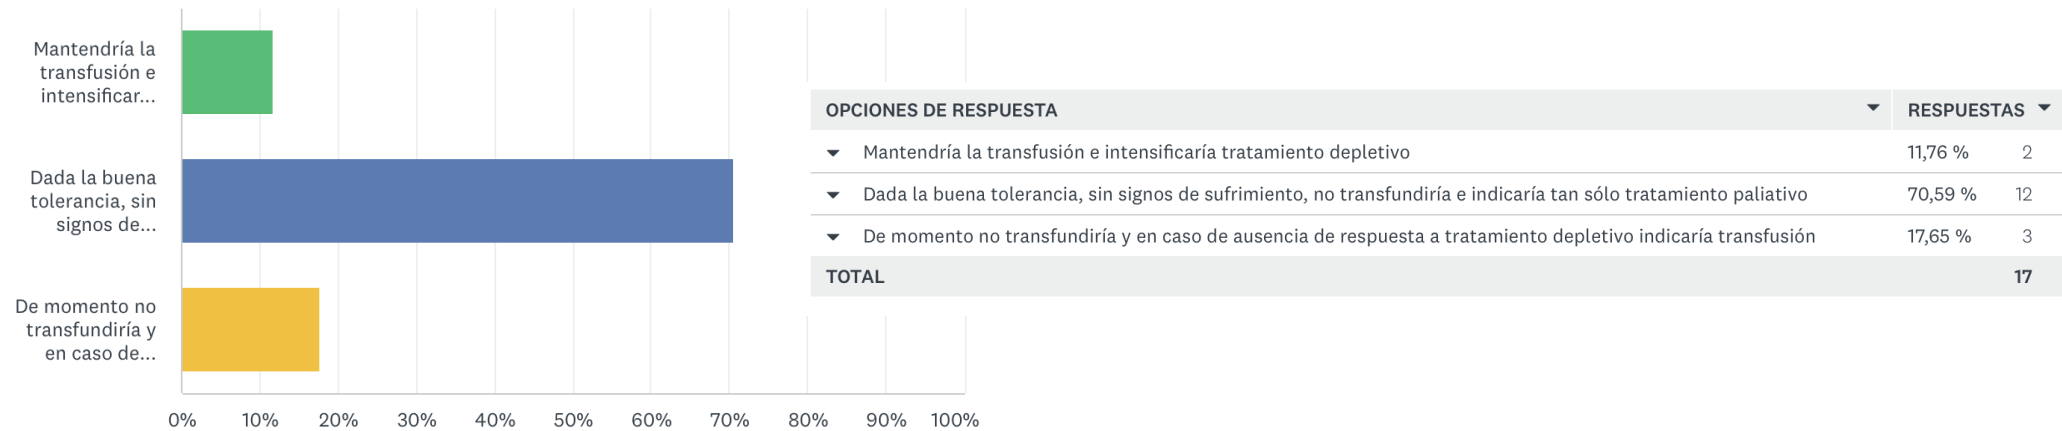 Mantendría la
transfusión e
intensificar...
Dada la buena
tolerancia, sin
signos de...
De momento no
transfundiría y
en caso de...
0% 10% 20% 30% 40% 50% 60% 70% 80% 90% 100%
OPCIONES DE RESPUESTA RESPUESTAS
Mantendría la transfusión e intensificaría tratamiento depletivo 11,76 % 2
Dada la buena tolerancia, sin signos de sufrimiento, no transfundiría e indicaría tan sólo tratamiento paliativo 70,59 % 12
De momento no transfundiría y en caso de ausencia de respuesta a tratamiento depletivo indicaría transfusión 17,65 % 3
TOTAL 17